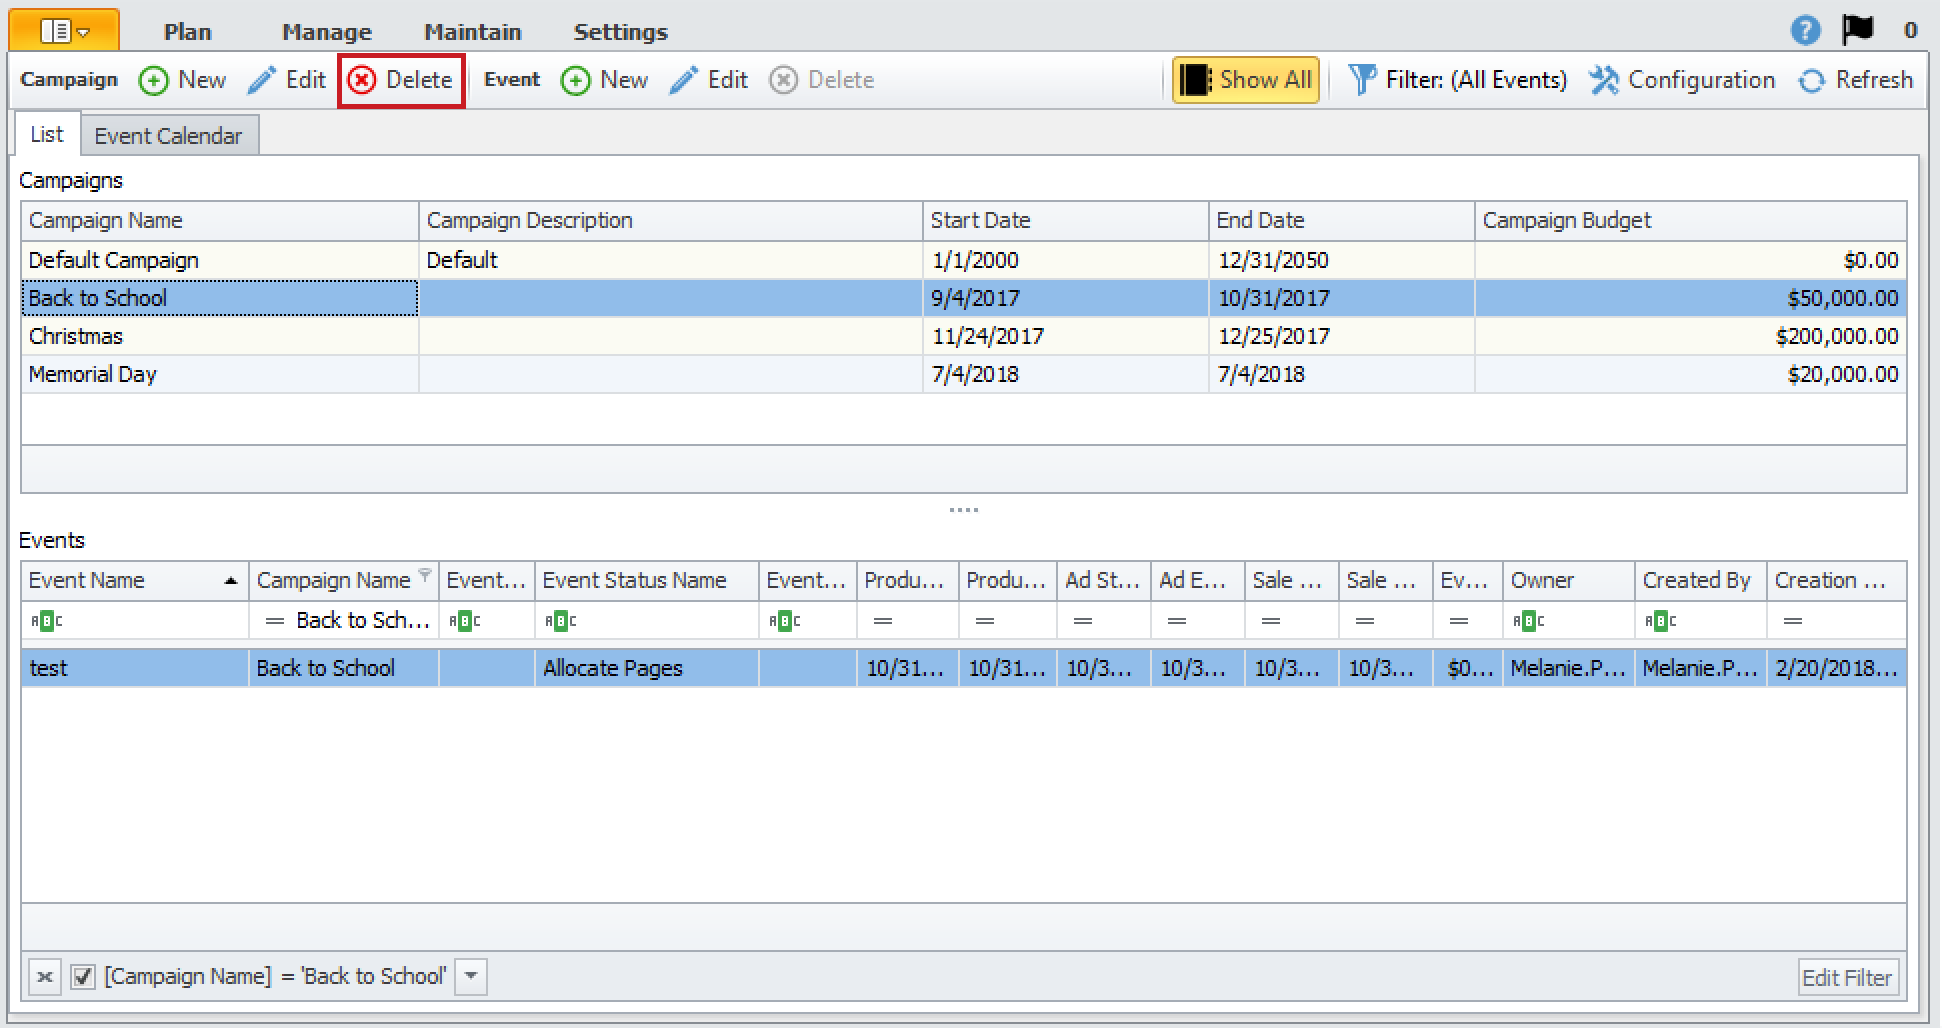 Plan Manage Maintain Settings 0
Campaign New Edit Delete Event New Edit Delete Show All Filter: (All Events) Configuration Refresh
List Event Calendar
Campaigns
Campaign Name Campaign Description Start Date End Date Campaign Budget
Default Campaign Default 1/1/2000 12/31/2050 $0.00
Back to School 9/4/2017 10/31/2017 $50,000.00
Christmas 11/24/2017 12/25/2017 $200,000.00
Memorial Day 7/4/2018 7/4/2018 $20,000.00
Events
Event Name Campaign Name Event... Event Status Name Event... Produ... Produ... Ad St... Ad E... Sale ... Sale ... Ev... Owner Created By Creation ...
ABC = Back to Sch... ABC ABC ABC = = = = = = = ABC ABC =
test Back to School Allocate Pages 10/31... 10/31... 10/3... 10/3... 10/3... 10/3... $0... Melanie.P... Melanie.P... 2/20/2018...
[Campaign Name] = 'Back to School' Edit Filter